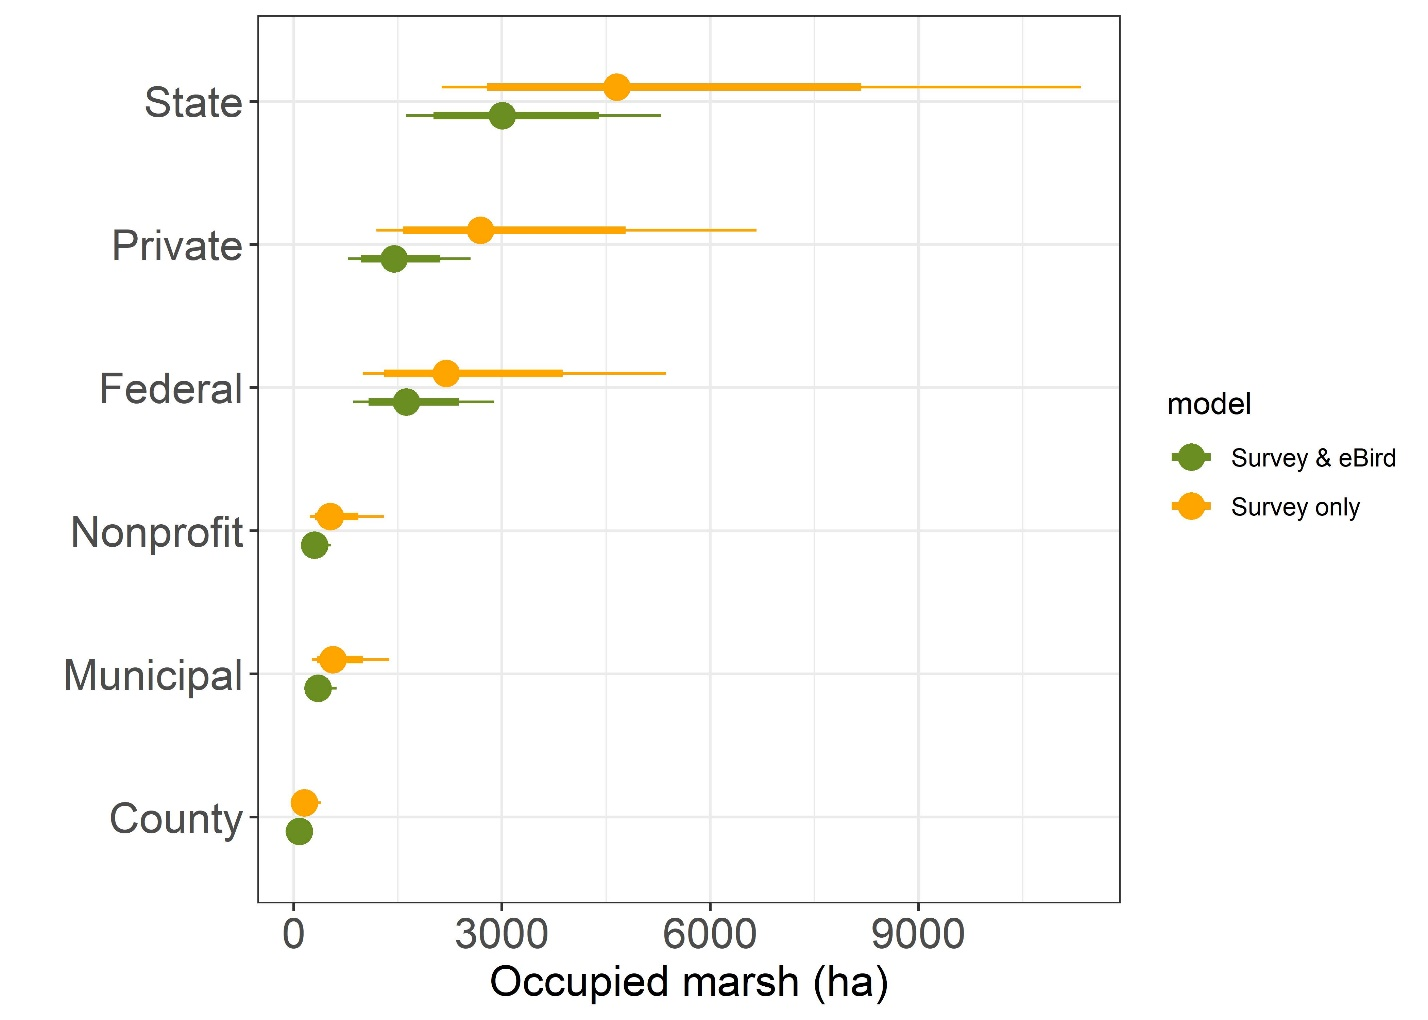 State
Private
Federal
Nonprofit
Municipal
County
0 3000 6000 9000
Occupied marsh (ha)
model
Survey & eBird
Survey only